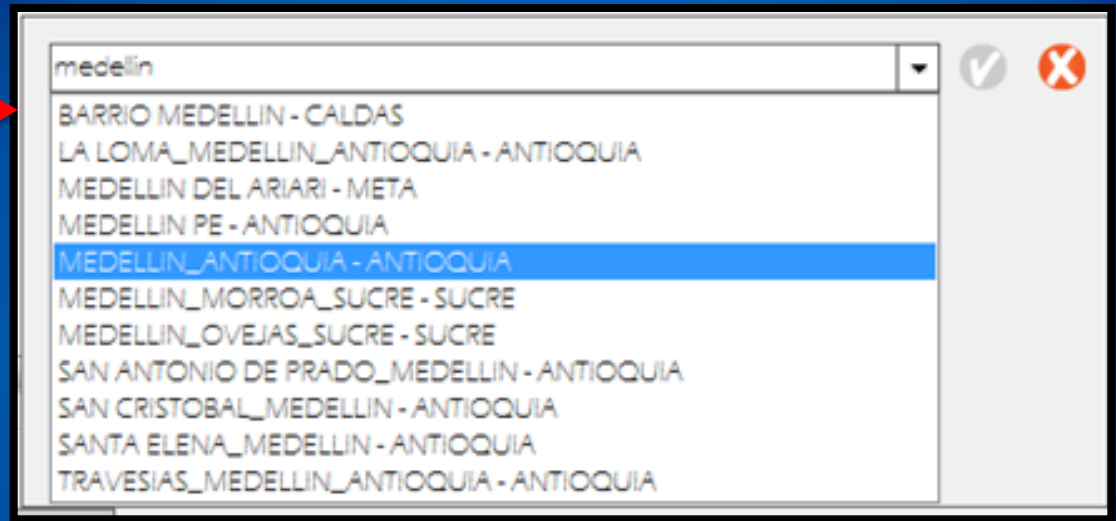 medellin
BARRIO MEDELLIN - CALDAS
LA LOMA_MEDELLIN_ANTIOQUIA - ANTIOQUIA
MEDELLIN DEL ARIARI - META
MEDELLIN PE - ANTIOQUIA
MEDELLIN_ANTIOQUIA - ANTIOQUIA
MEDELLIN_MORROA_SUCRE - SUCRE
MEDELLIN_OVEJAS_SUCRE - SUCRE
SAN ANTONIO DE PRADO_MEDELLIN - ANTIOQUIA
SAN CRISTOBAL_MEDELLIN - ANTIOQUIA
SANTA ELENA_MEDELLIN - ANTIOQUIA
TRAVESIAS_MEDELLIN_ANTIOQUIA - ANTIOQUIA